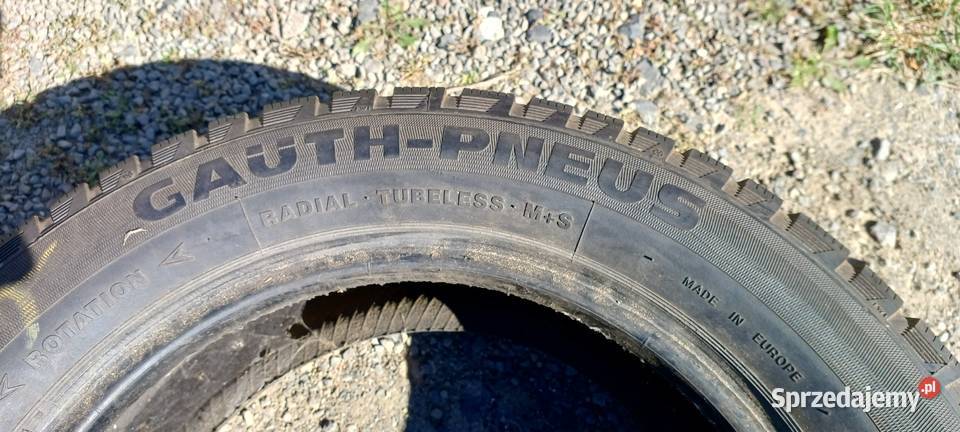 GAUTH-PNEUS
RADIAL · TUBELESS · M+S
ROTATION
MADE IN EUROPE
Sprzedajemy.pl